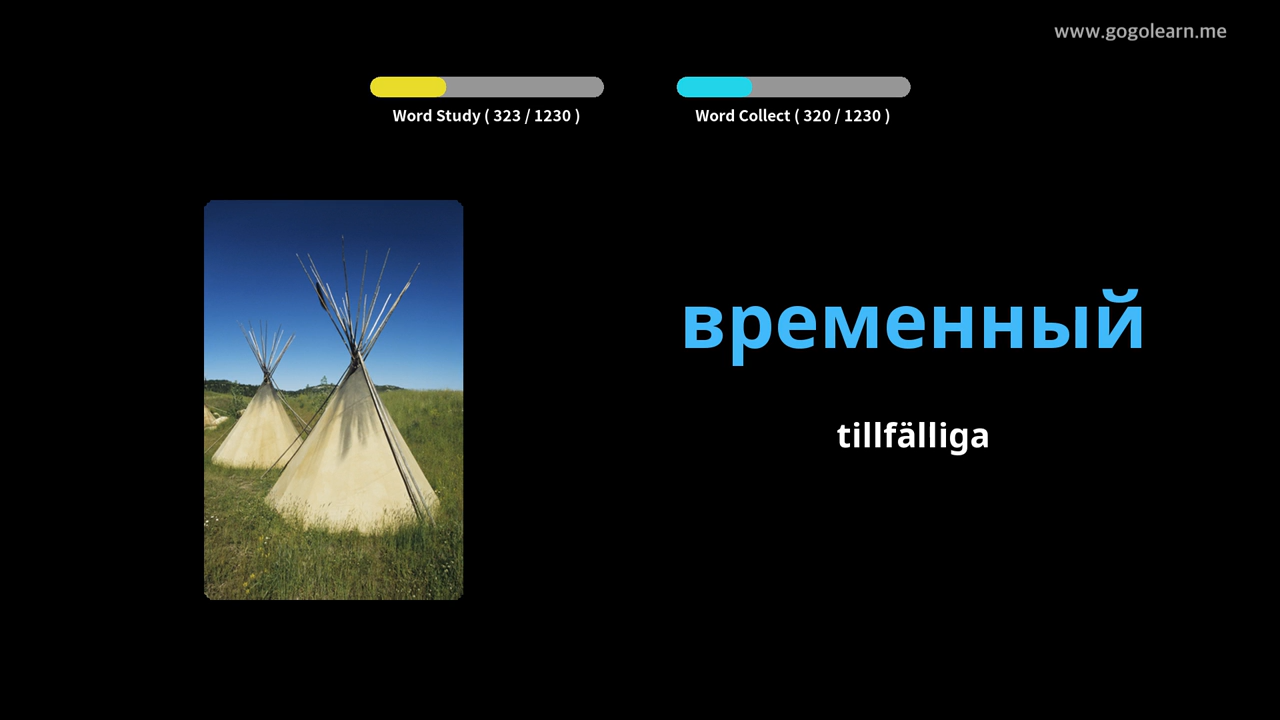 www.gogolearn.me
Word Study ( 323 / 1230 )
Word Collect ( 320 / 1230 )
временный
tillfälliga